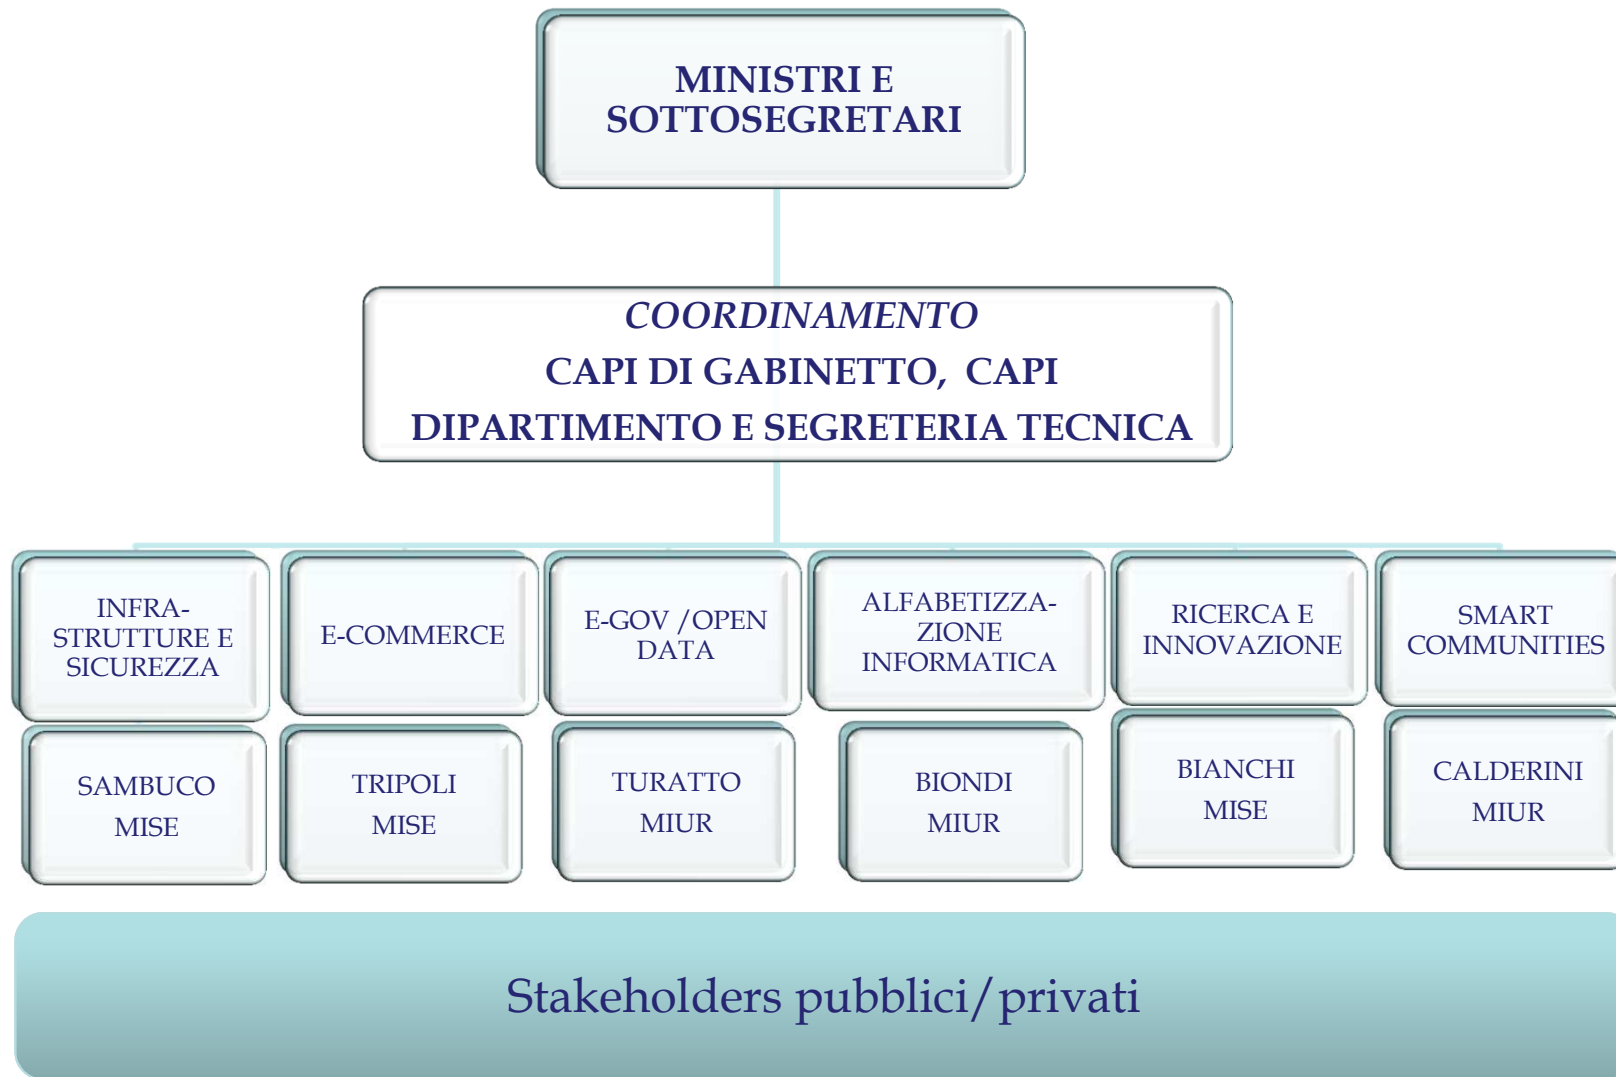 MINISTRI E
SOTTOSEGRETARI
COORDINAMENTO
CAPI DI GABINETTO, CAPI
DIPARTIMENTO E SEGRETERIA TECNICA
INFRA-
STRUTTURE E
SICUREZZA
E-COMMERCE
E-GOV /OPEN
DATA
ALFABETIZZA-
ZIONE
INFORMATICA
RICERCA E
INNOVAZIONE
SMART
COMMUNITIES
SAMBUCO
MISE
TRIPOLI
MISE
TURATTO
MIUR
BIONDI
MIUR
BIANCHI
MISE
CALDERINI
MIUR
Stakeholders pubblici/privati